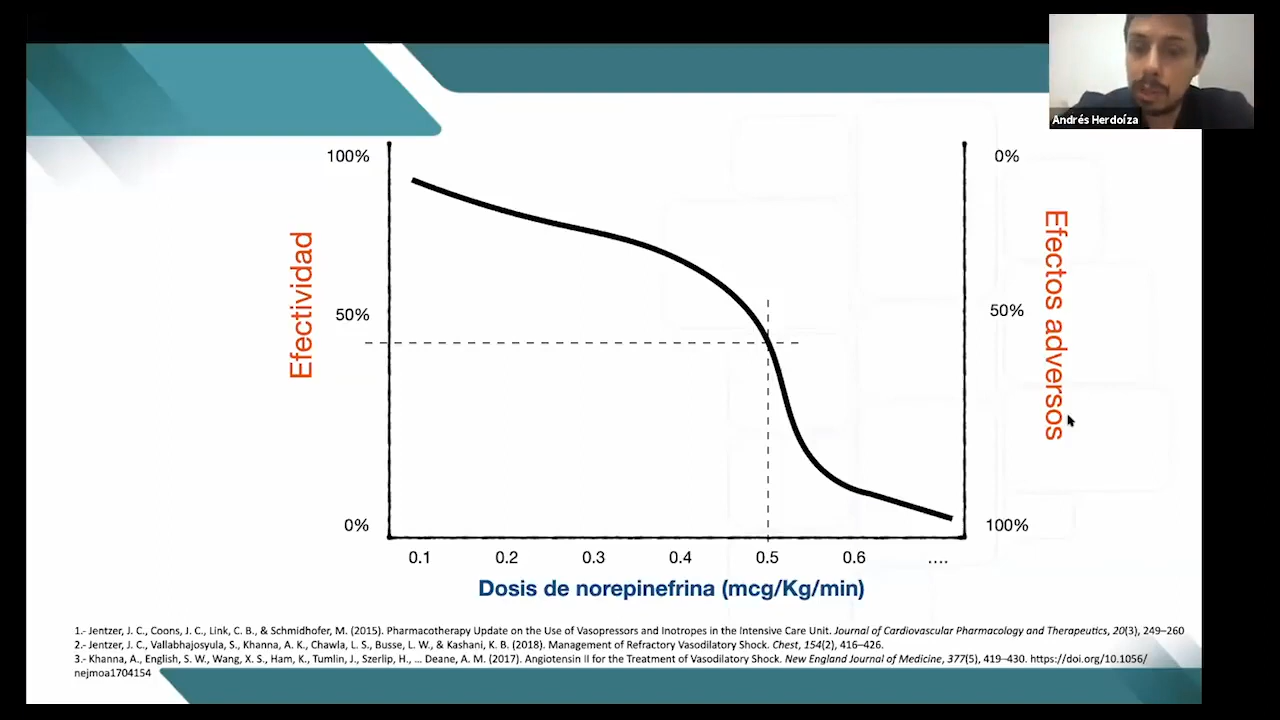 Andrés Herdoíza
100%
0%
Efectividad
Efectos adversos
50%
50%
0%
100%
0.1 0.2 0.3 0.4 0.5 0.6 ....
Dosis de norepinefrina (mcg/Kg/min)
1.- Jentzer, J. C., Coons, J. C., Link, C. B., & Schmidhofer, M. (2015). Pharmacotherapy Update on the Use of Vasopressors and Inotropes in the Intensive Care Unit. Journal of Cardiovascular Pharmacology and Therapeutics, 20(3), 249–260
2.- Jentzer, J. C., Vallabhajosyula, S., Khanna, A. K., Chawla, L. S., Busse, L. W., & Kashani, K. B. (2018). Management of Refractory Vasodilatory Shock. Chest, 154(2), 416–426.
3.- Khanna, A., English, S. W., Wang, X. S., Ham, K., Tumlin, J., Szerlip, H., … Deane, A. M. (2017). Angiotensin II for the Treatment of Vasodilatory Shock. New England Journal of Medicine, 377(5), 419–430. https://doi.org/10.1056/
nejmoa1704154